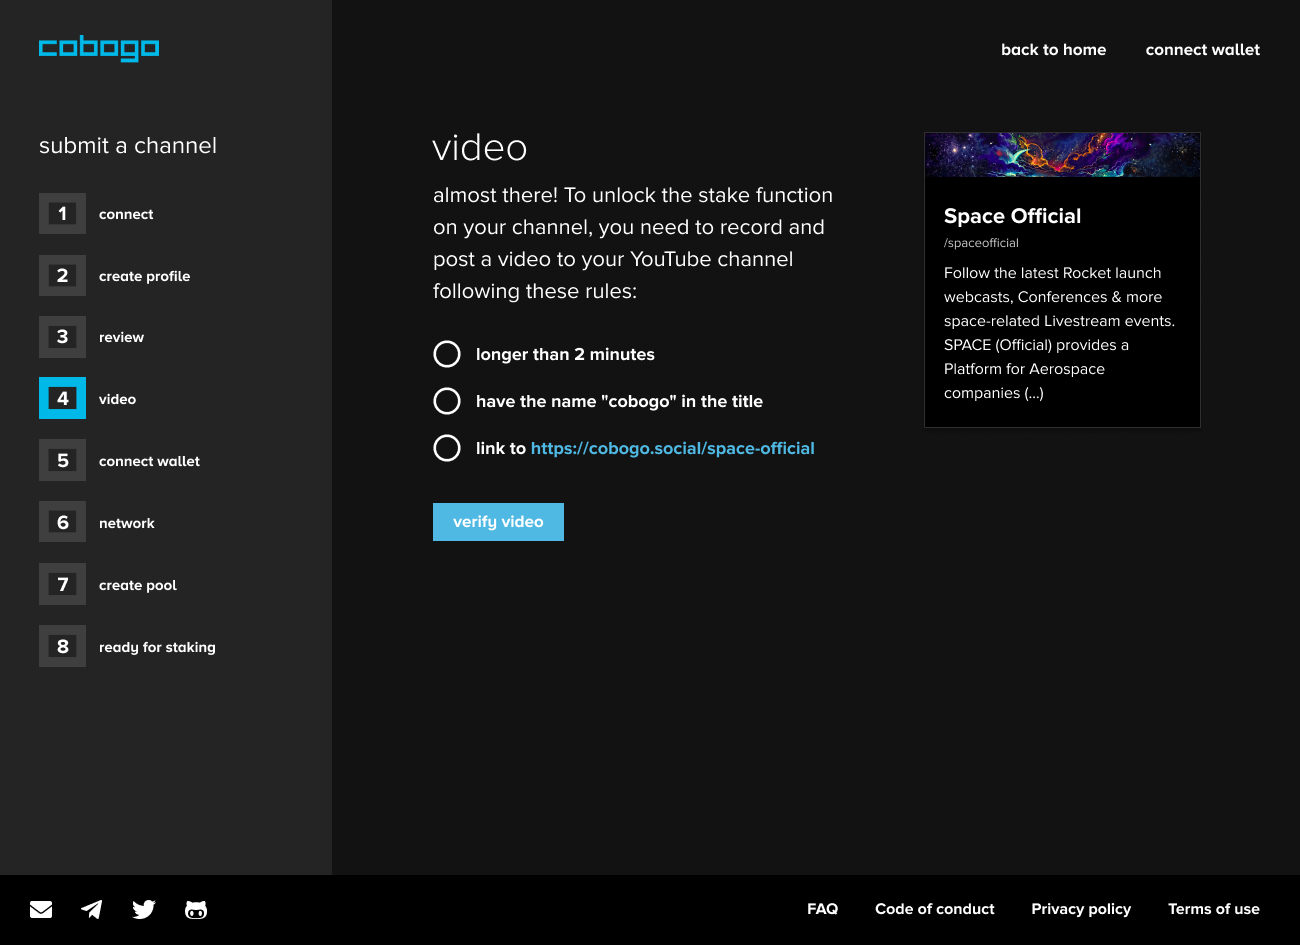 cobogo
back to home
connect wallet
submit a channel
1 connect
2 create profile
3 review
4 video
5 connect wallet
6 network
7 create pool
8 ready for staking
video
almost there! To unlock the stake function
on your channel, you need to record and
post a video to your YouTube channel
following these rules:
longer than 2 minutes
have the name "cobogo" in the title
link to https://cobogo.social/space-official
verify video
Space Official
/spaceofficial
Follow the latest Rocket launch
webcasts, Conferences & more
space-related Livestream events.
SPACE (Official) provides a
Platform for Aerospace
companies (...)
FAQ
Code of conduct
Privacy policy
Terms of use